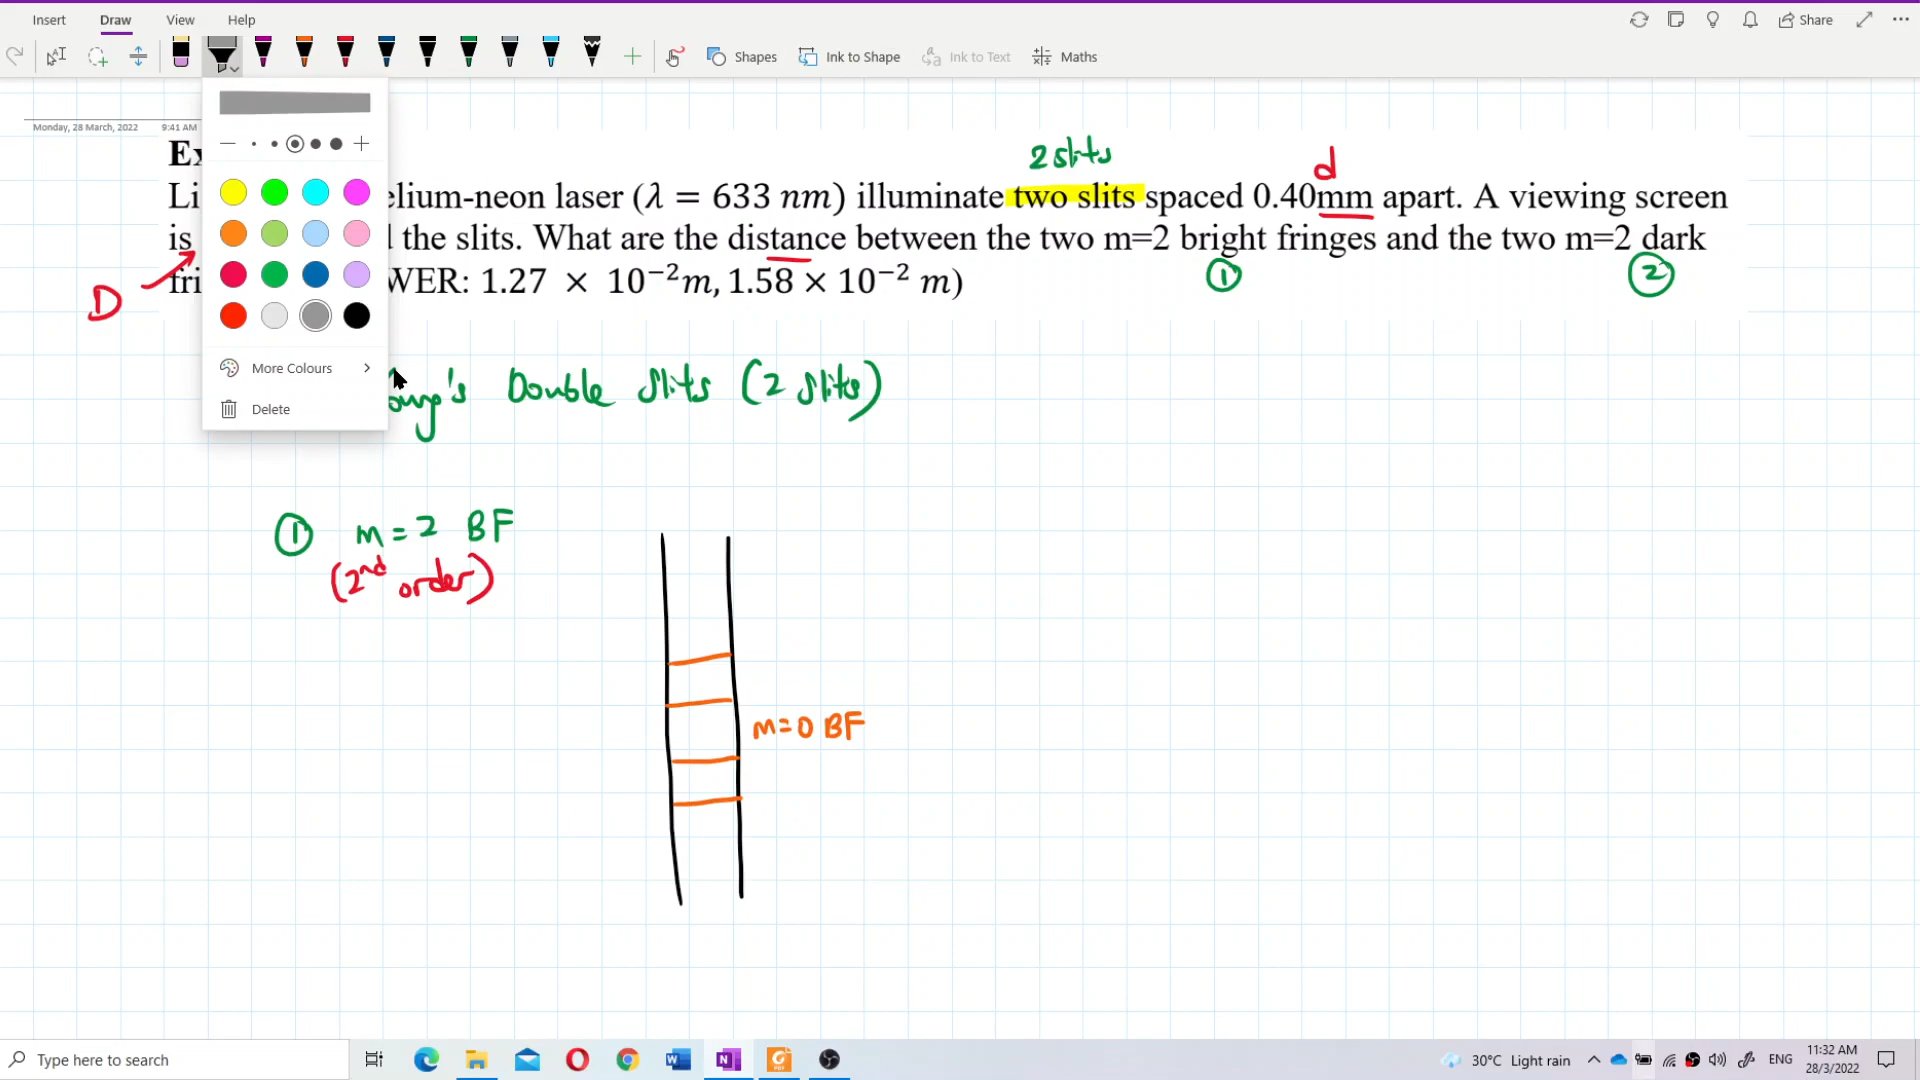 Insert Draw View Help
Share
Shapes Ink to Shape Ink to Text Maths
Monday, 28 March, 2022 9:41 AM
2 slits
d
Ex
Li elium-neon laser (λ = 633 nm) illuminate two slits spaced 0.40mm apart. A viewing screen
is d the slits. What are the distance between the two m=2 bright fringes and the two m=2 dark
fri WER: 1.27 × 10⁻²m, 1.58 × 10⁻² m)
D
① ②
More Colours
Delete
oung's Double Slits (2 slits)
① m = 2 BF
(2nd order)
m=0 BF
Type here to search
30°C Light rain
ENG
11:32 AM
28/3/2022